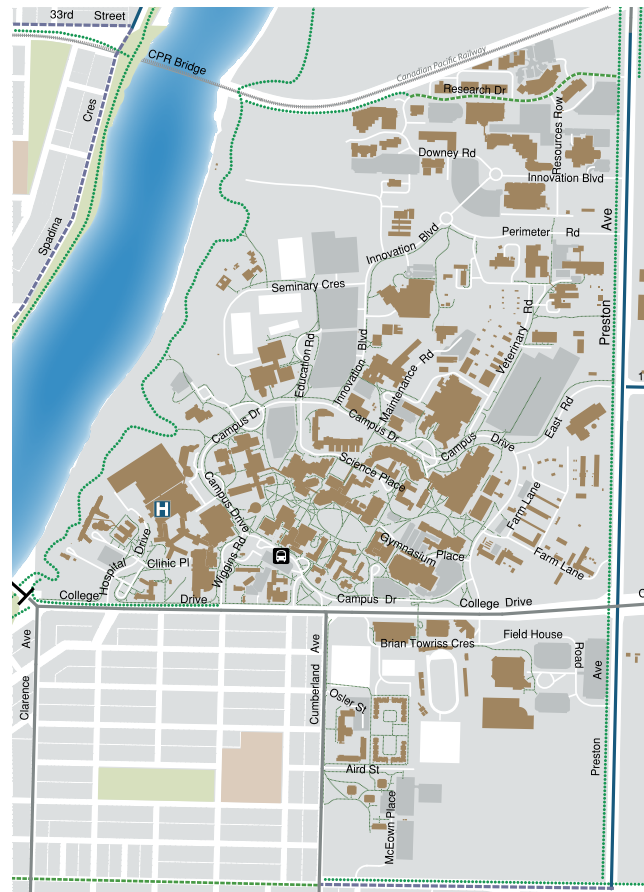 33rd Street
CPR Bridge
Canadian Pacific Railway
Cres
Research Dr
Resources Row
Downey Rd
Innovation Blvd
Spadina
Ave
Innovation Blvd
Perimeter Rd
Seminary Cres
Preston
Veterinary Rd
Education Rd
Innovation Blvd
Maintenance Rd
1
Campus Dr
Campus Dr
Campus Drive
East Rd
Science Place
Campus Drive
H
Farm Lane
Hospital Drive
Clinic Pl
Wiggins Rd
Gymnasium Place
Farm Lane
College Drive
Campus Dr
College Drive
C
Brian Towriss Cres
Field House Road
Clarence Ave
Cumberland Ave
Ave
Osler St
Preston
Aird St
McEown Place